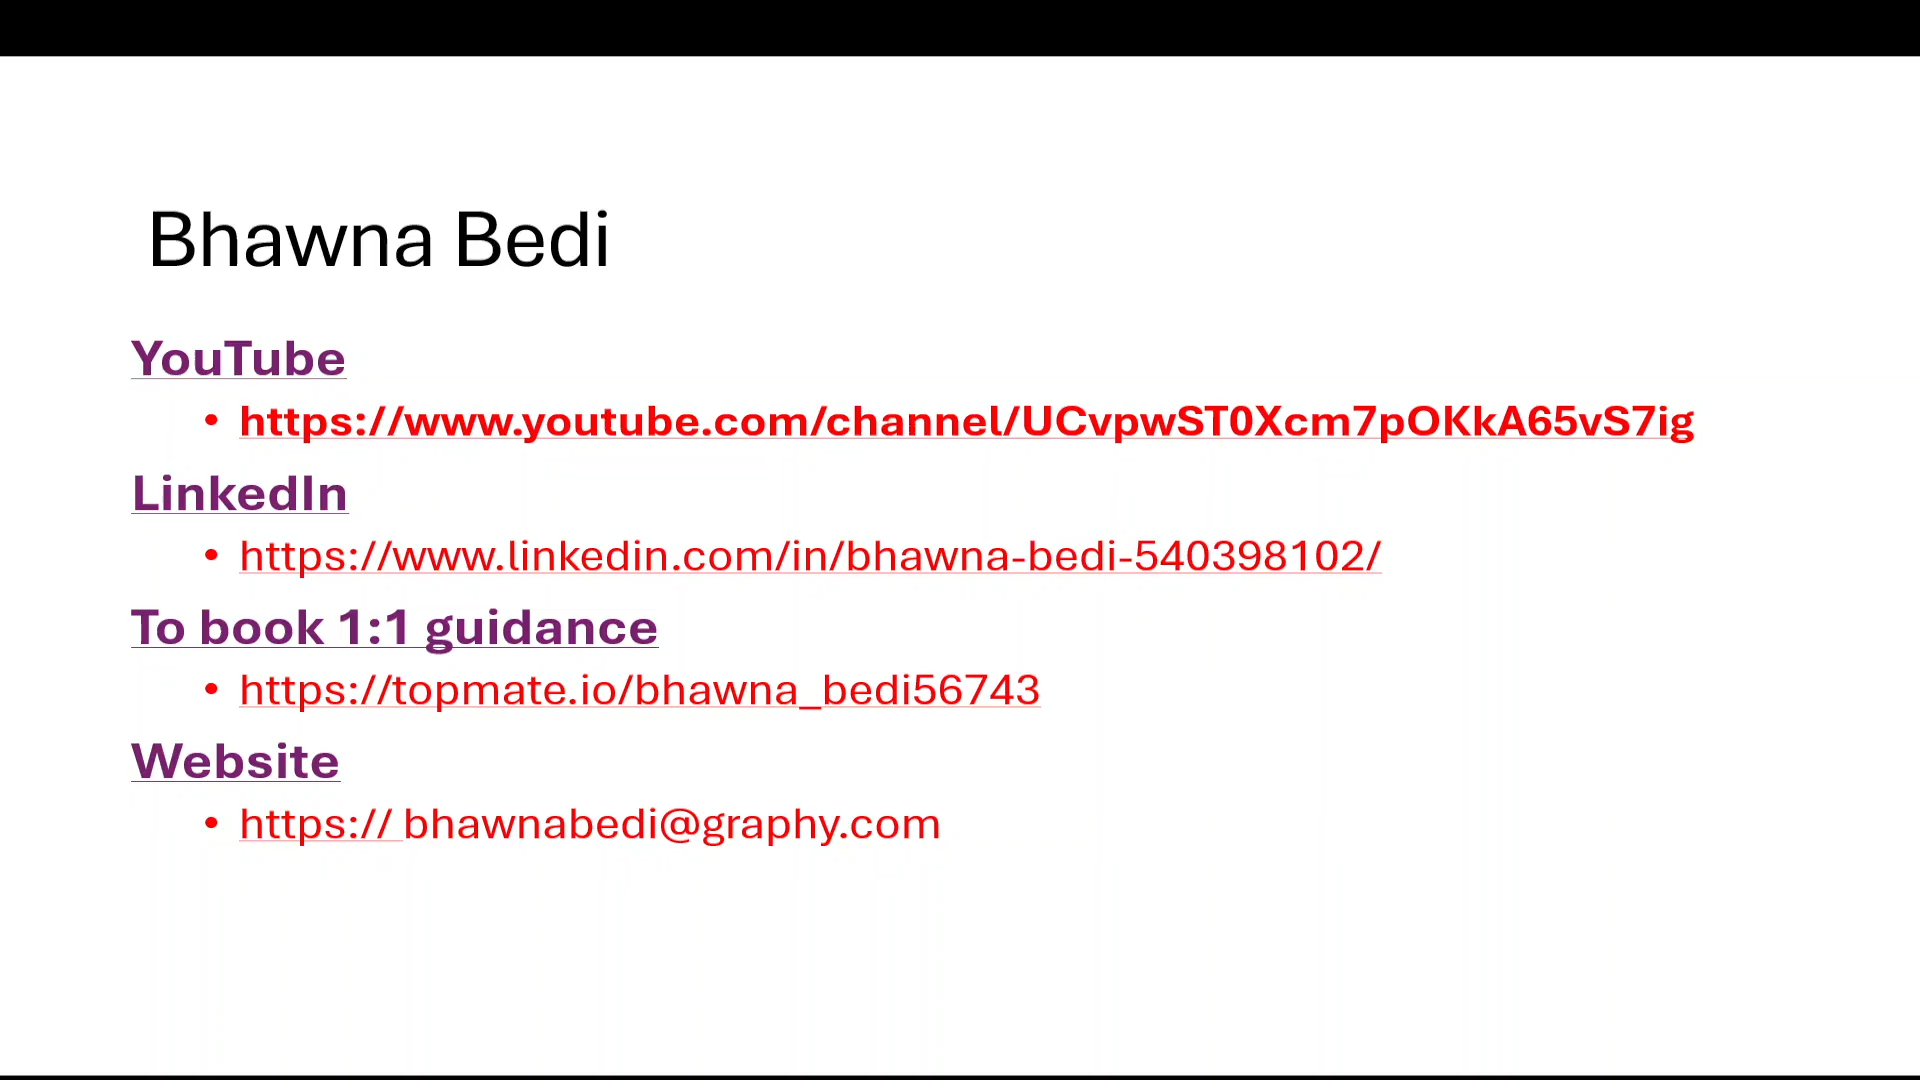 Bhawna Bedi
YouTube
• https://www.youtube.com/channel/UCvpwST0Xcm7pOKkA65vS7ig
LinkedIn
• https://www.linkedin.com/in/bhawna-bedi-540398102/
To book 1:1 guidance
• https://topmate.io/bhawna_bedi56743
Website
• https:// bhawnabedi@graphy.com